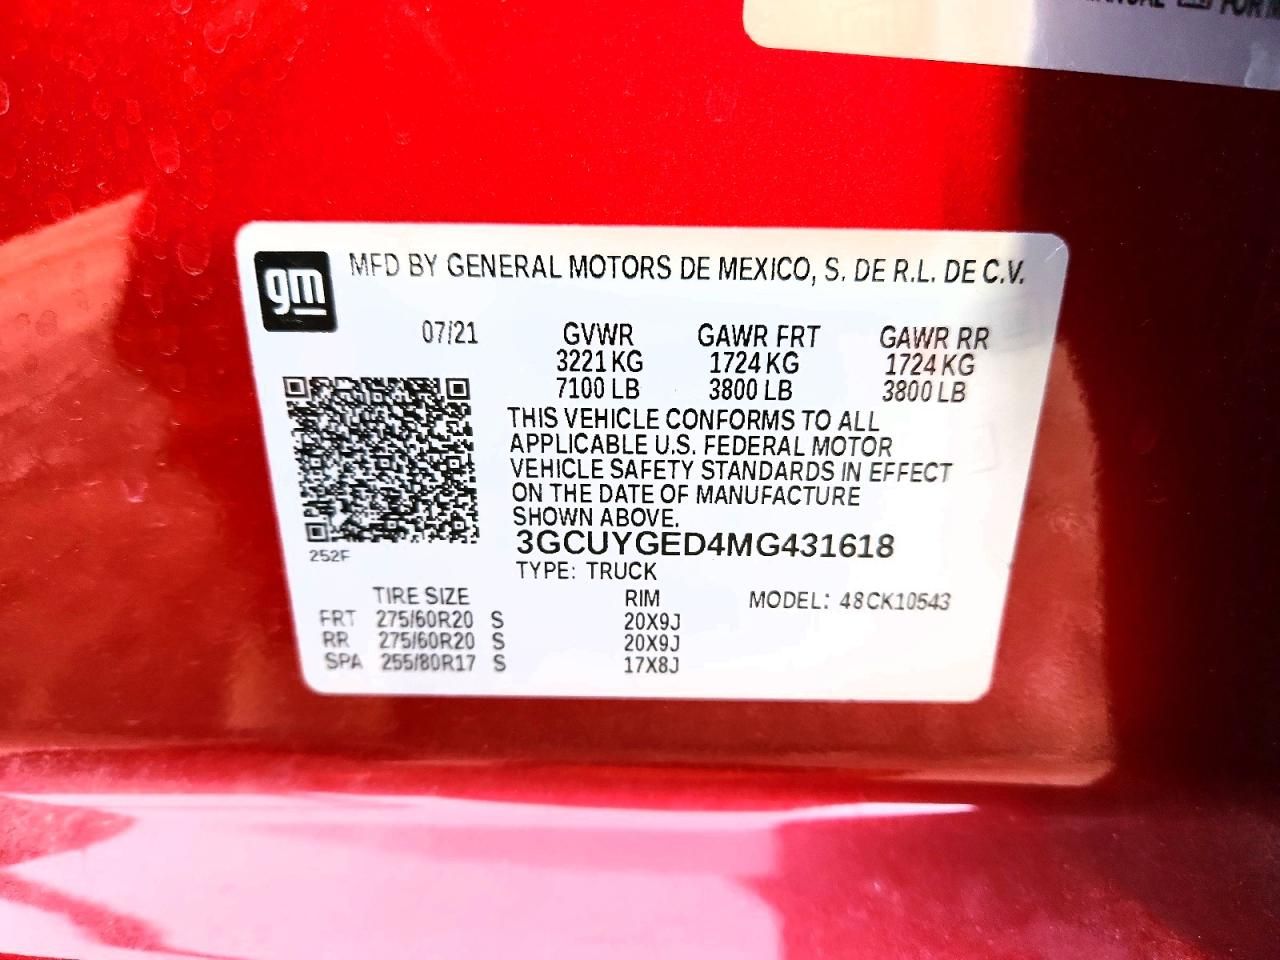 FOR
gm MFD BY GENERAL MOTORS DE MEXICO, S. DE R.L. DE C.V.
07/21 GVWR GAWR FRT GAWR RR
3221 KG 1724 KG 1724 KG
7100 LB 3800 LB 3800 LB
THIS VEHICLE CONFORMS TO ALL
APPLICABLE U.S. FEDERAL MOTOR
VEHICLE SAFETY STANDARDS IN EFFECT
ON THE DATE OF MANUFACTURE
SHOWN ABOVE.
3GCUYGED4MG431618
252F
TYPE: TRUCK
TIRE SIZE RIM MODEL: 48CK10543
FRT 275/60R20 S 20X9J
RR 275/60R20 S 20X9J
SPA 255/80R17 S 17X8J